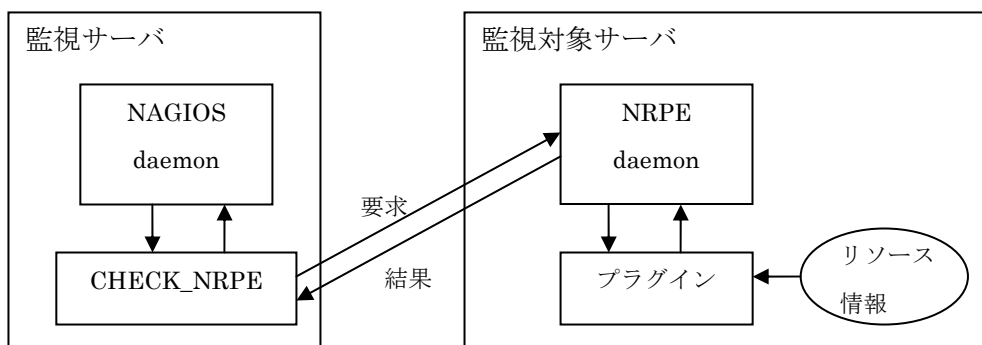 監視サーバ
NAGIOS
daemon
CHECK_NRPE
要求
結果
監視対象サーバ
NRPE
daemon
プラグイン
リソース
情報